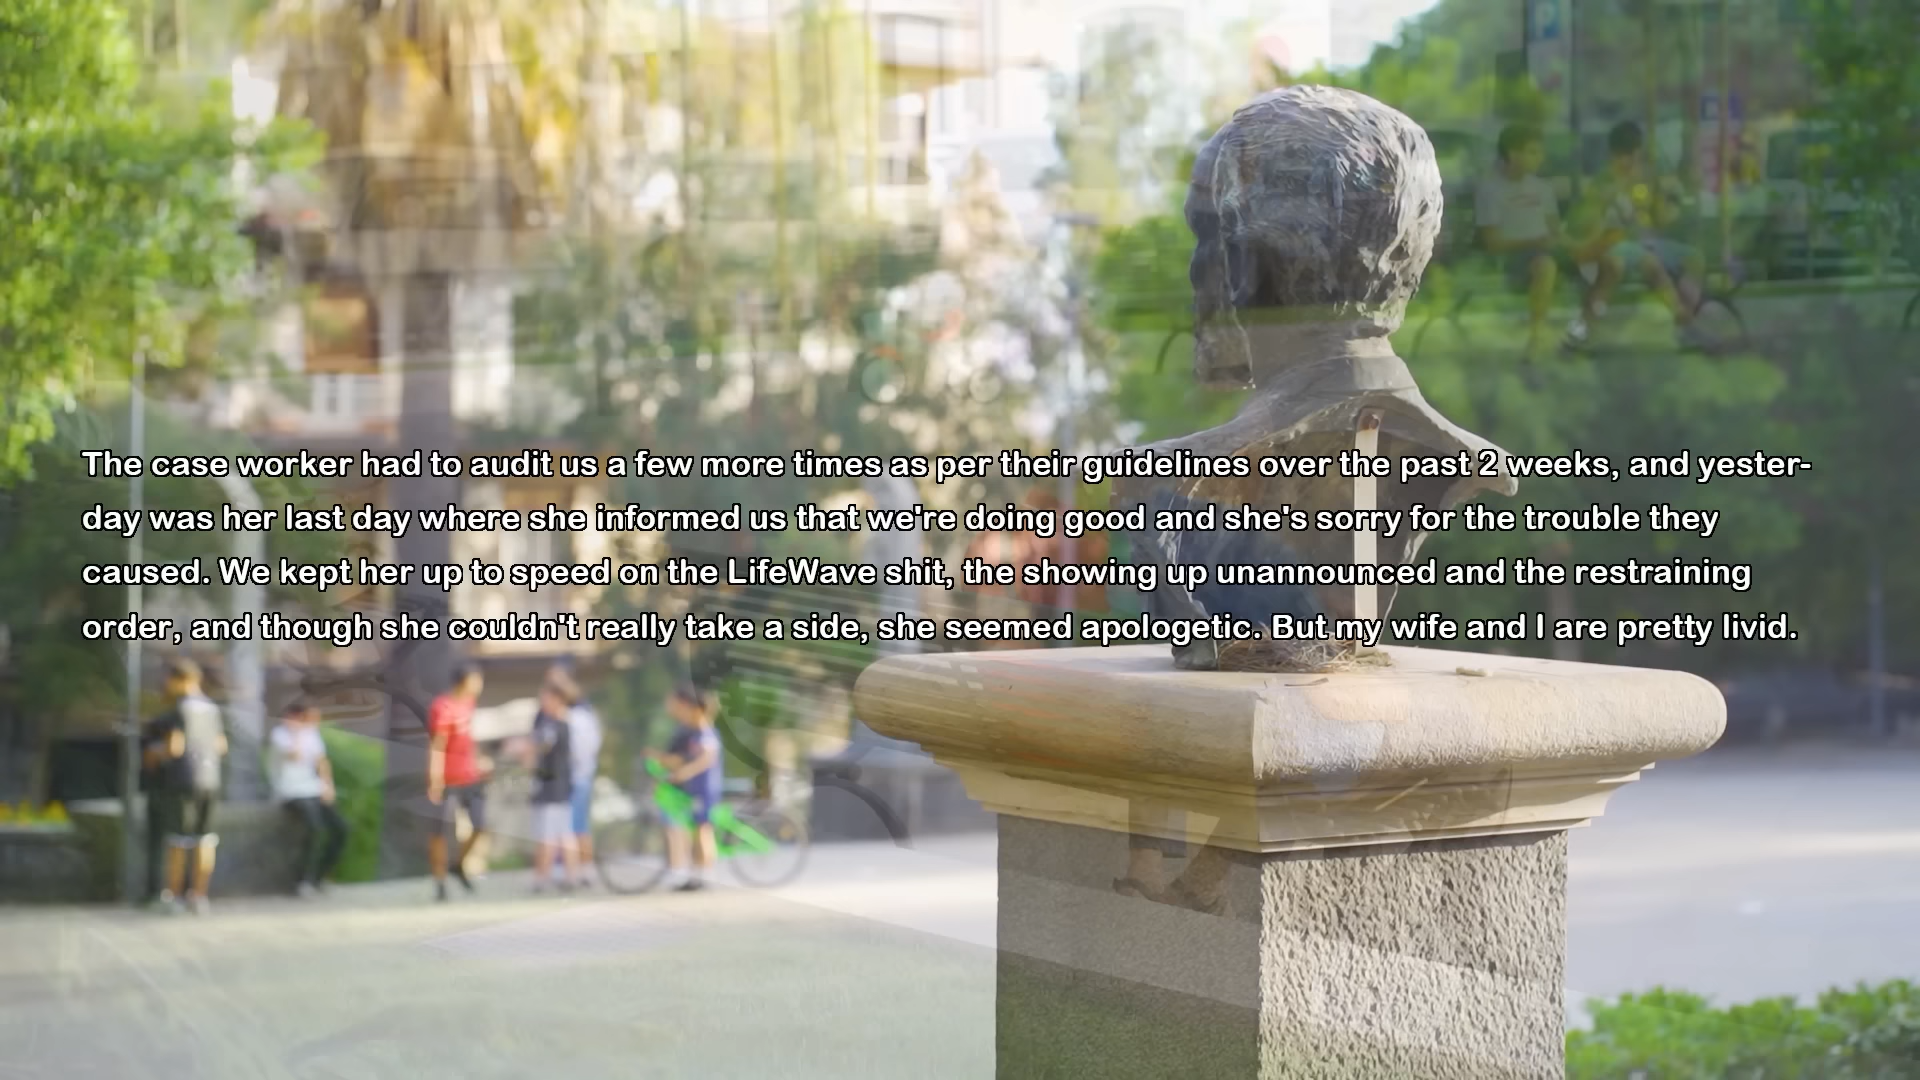 The case worker had to audit us a few more times as per their guidelines over the past 2 weeks, and yester-
day was her last day where she informed us that we're doing good and she's sorry for the trouble they
caused. We kept her up to speed on the LifeWave shit, the showing up unannounced and the restraining
order, and though she couldn't really take a side, she seemed apologetic. But my wife and I are pretty livid.